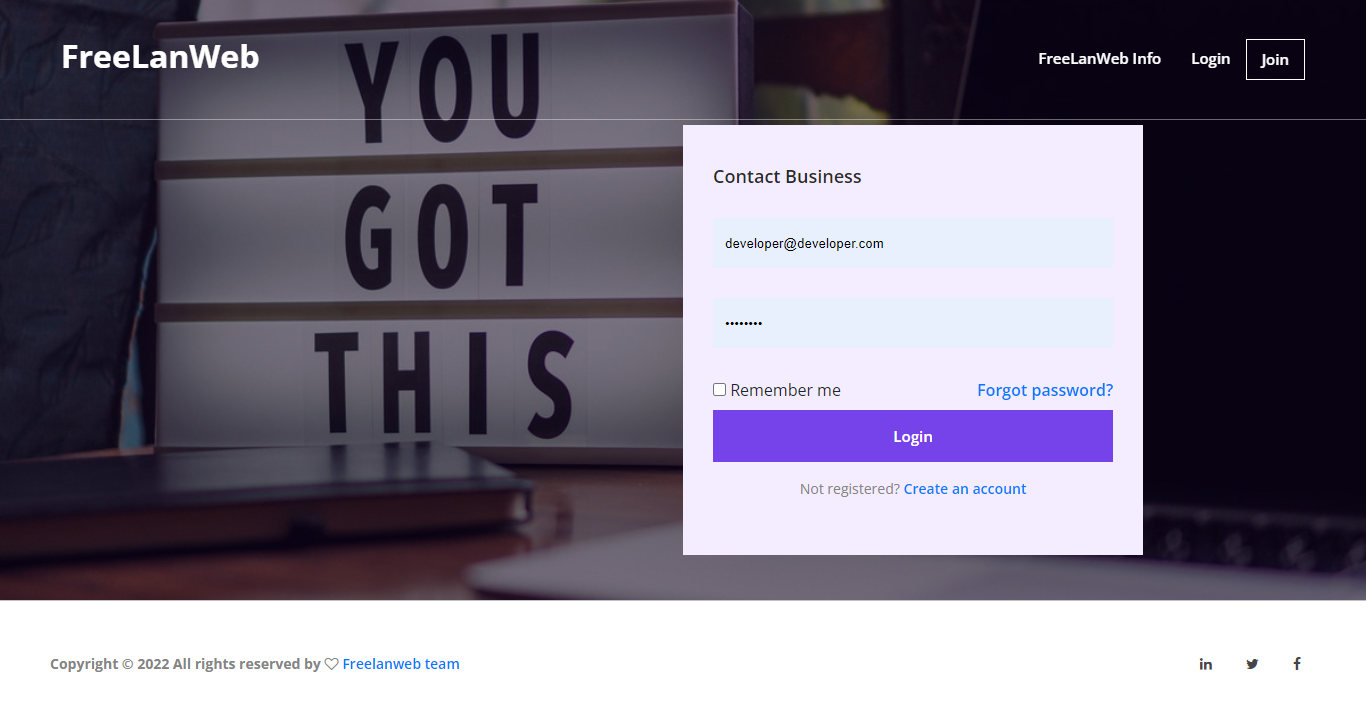 FreeLanWeb
FreeLanWeb Info Login Join
YOU
GOT
THIS
Contact Business
developer@developer.com
••••••••
Remember me Forgot password?
Login
Not registered? Create an account
Copyright © 2022 All rights reserved by ♡ Freelanweb team